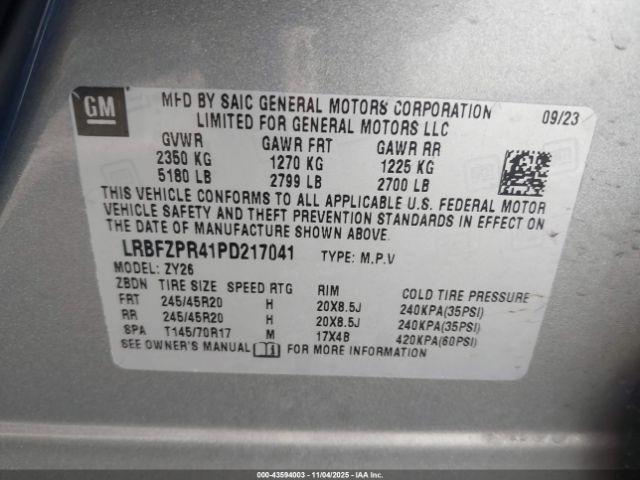 GM
MFD BY SAIC GENERAL MOTORS CORPORATION
LIMITED FOR GENERAL MOTORS LLC
09/23
GVWR GAWR FRT GAWR RR
2350 KG 1270 KG 1225 KG
5180 LB 2799 LB 2700 LB
THIS VEHICLE CONFORMS TO ALL APPLICABLE U.S. FEDERAL MOTOR
VEHICLE SAFETY AND THEFT PREVENTION STANDARDS IN EFFECT ON
THE DATE OF MANUFACTURE SHOWN ABOVE.
LRBFZPR41PD217041 TYPE: M.P.V
MODEL: ZY26
ZBDN TIRE SIZE SPEED RTG RIM COLD TIRE PRESSURE
FRT 245/45R20 H 20X8.5J 240KPA(35PSI)
RR 245/45R20 H 20X8.5J 240KPA(35PSI)
SPA T145/70R17 M 17X4B 420KPA(60PSI)
SEE OWNER'S MANUAL FOR MORE INFORMATION
000-43594003 - 11/04/2025 - IAAI.CA